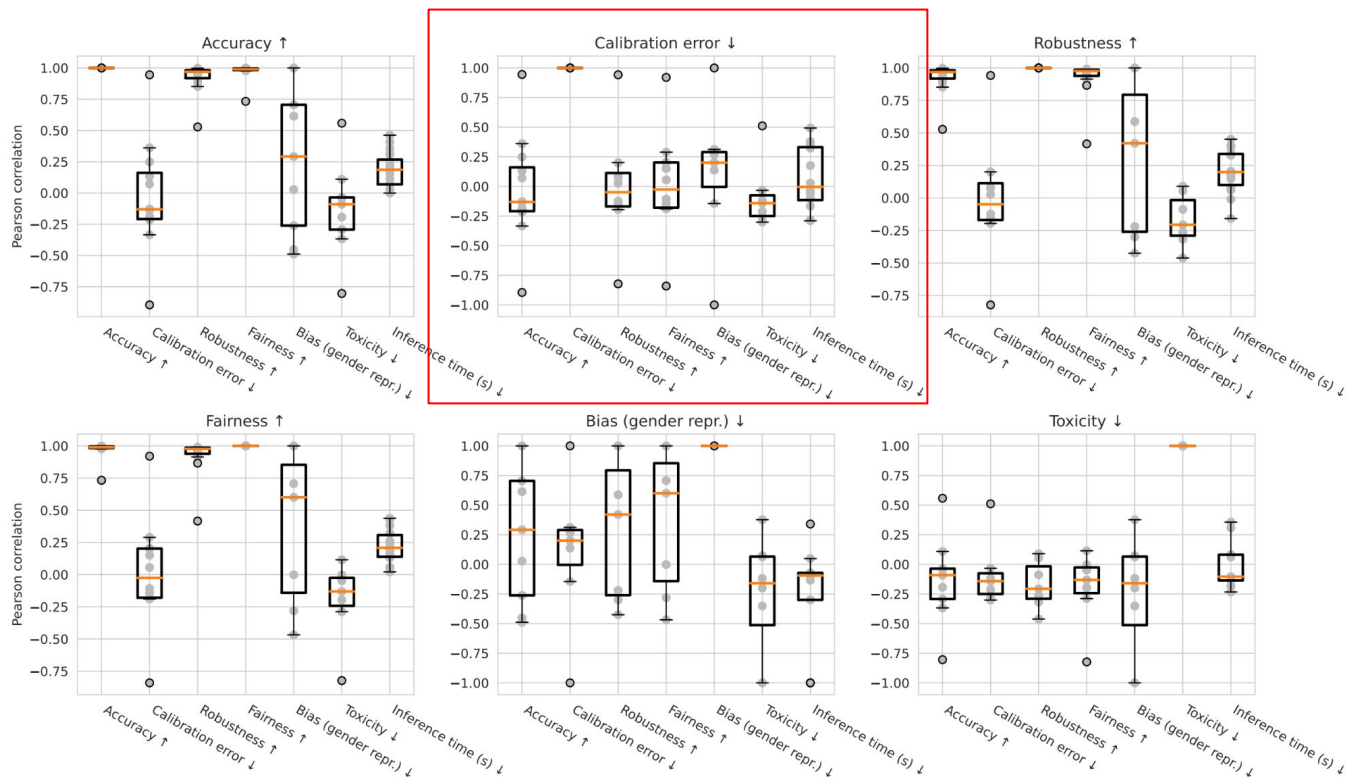 Accuracy ↑
Pearson correlation
1.00
0.75
0.50
0.25
0.00
−0.25
−0.50
−0.75
Accuracy ↑
Calibration error ↓
Robustness ↑
Fairness ↑
Bias (gender repr.) ↓
Toxicity ↓
Inference time (s) ↓
Calibration error ↓
1.00
0.75
0.50
0.25
0.00
−0.25
−0.50
−0.75
−1.00
Accuracy ↑
Calibration error ↓
Robustness ↑
Fairness ↑
Bias (gender repr.) ↓
Toxicity ↓
Inference time (s) ↓
Robustness ↑
1.00
0.75
0.50
0.25
0.00
−0.25
−0.50
−0.75
Accuracy ↑
Calibration error ↓
Robustness ↑
Fairness ↑
Bias (gender repr.) ↓
Toxicity ↓
Inference time (s) ↓
Fairness ↑
Pearson correlation
1.00
0.75
0.50
0.25
0.00
−0.25
−0.50
−0.75
Accuracy ↑
Calibration error ↓
Robustness ↑
Fairness ↑
Bias (gender repr.) ↓
Toxicity ↓
Inference time (s) ↓
Bias (gender repr.) ↓
1.00
0.75
0.50
0.25
0.00
−0.25
−0.50
−0.75
−1.00
Accuracy ↑
Calibration error ↓
Robustness ↑
Fairness ↑
Bias (gender repr.) ↓
Toxicity ↓
Inference time (s) ↓
Toxicity ↓
1.00
0.75
0.50
0.25
0.00
−0.25
−0.50
−0.75
−1.00
Accuracy ↑
Calibration error ↓
Robustness ↑
Fairness ↑
Bias (gender repr.) ↓
Toxicity ↓
Inference time (s) ↓